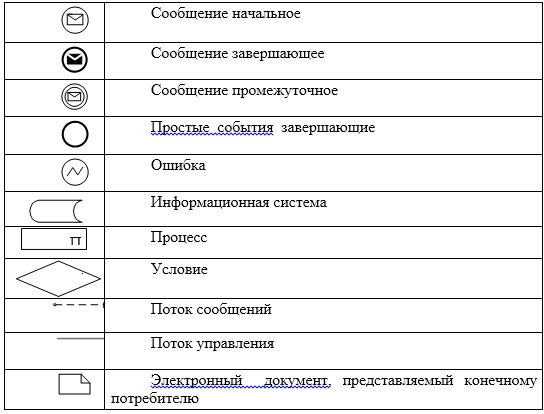 Сообщение начальное
Сообщение завершающее
Сообщение промежуточное
Простые события завершающие
Ошибка
Информационная система
П Процесс
Условие
Поток сообщений
Поток управления
Электронный документ, представляемый конечному
потребителю